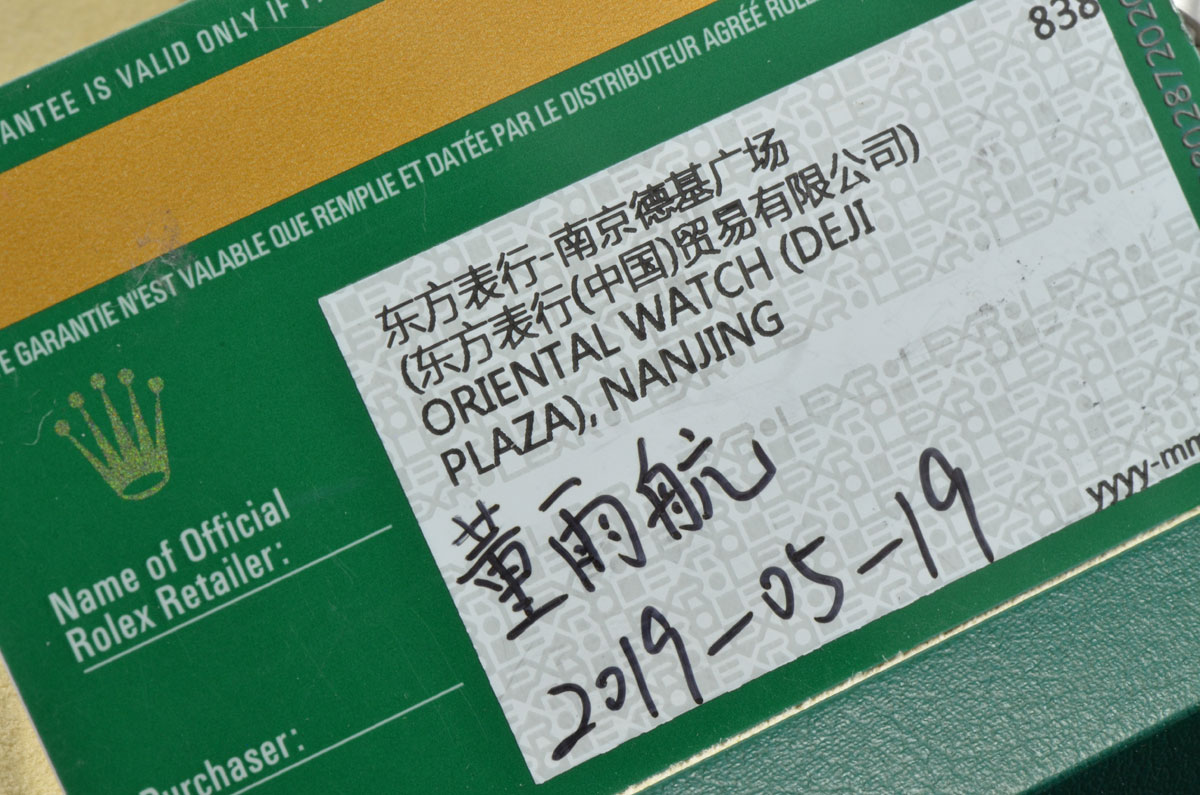 ANTEE IS VALID ONLY IF
E GARANTIE N'EST VALABLE QUE REMPLIE ET DATÉE PAR LE DISTRIBUTEUR AGRÉÉ ROLE
838
东方表行-南京德基广场
(东方表行(中国)贸易有限公司)
ORIENTAL WATCH (DEJI
PLAZA), NANJING
Name of Official
Rolex Retailer:
董雨航
yyyy-mm
Purchaser:
2019-05-19